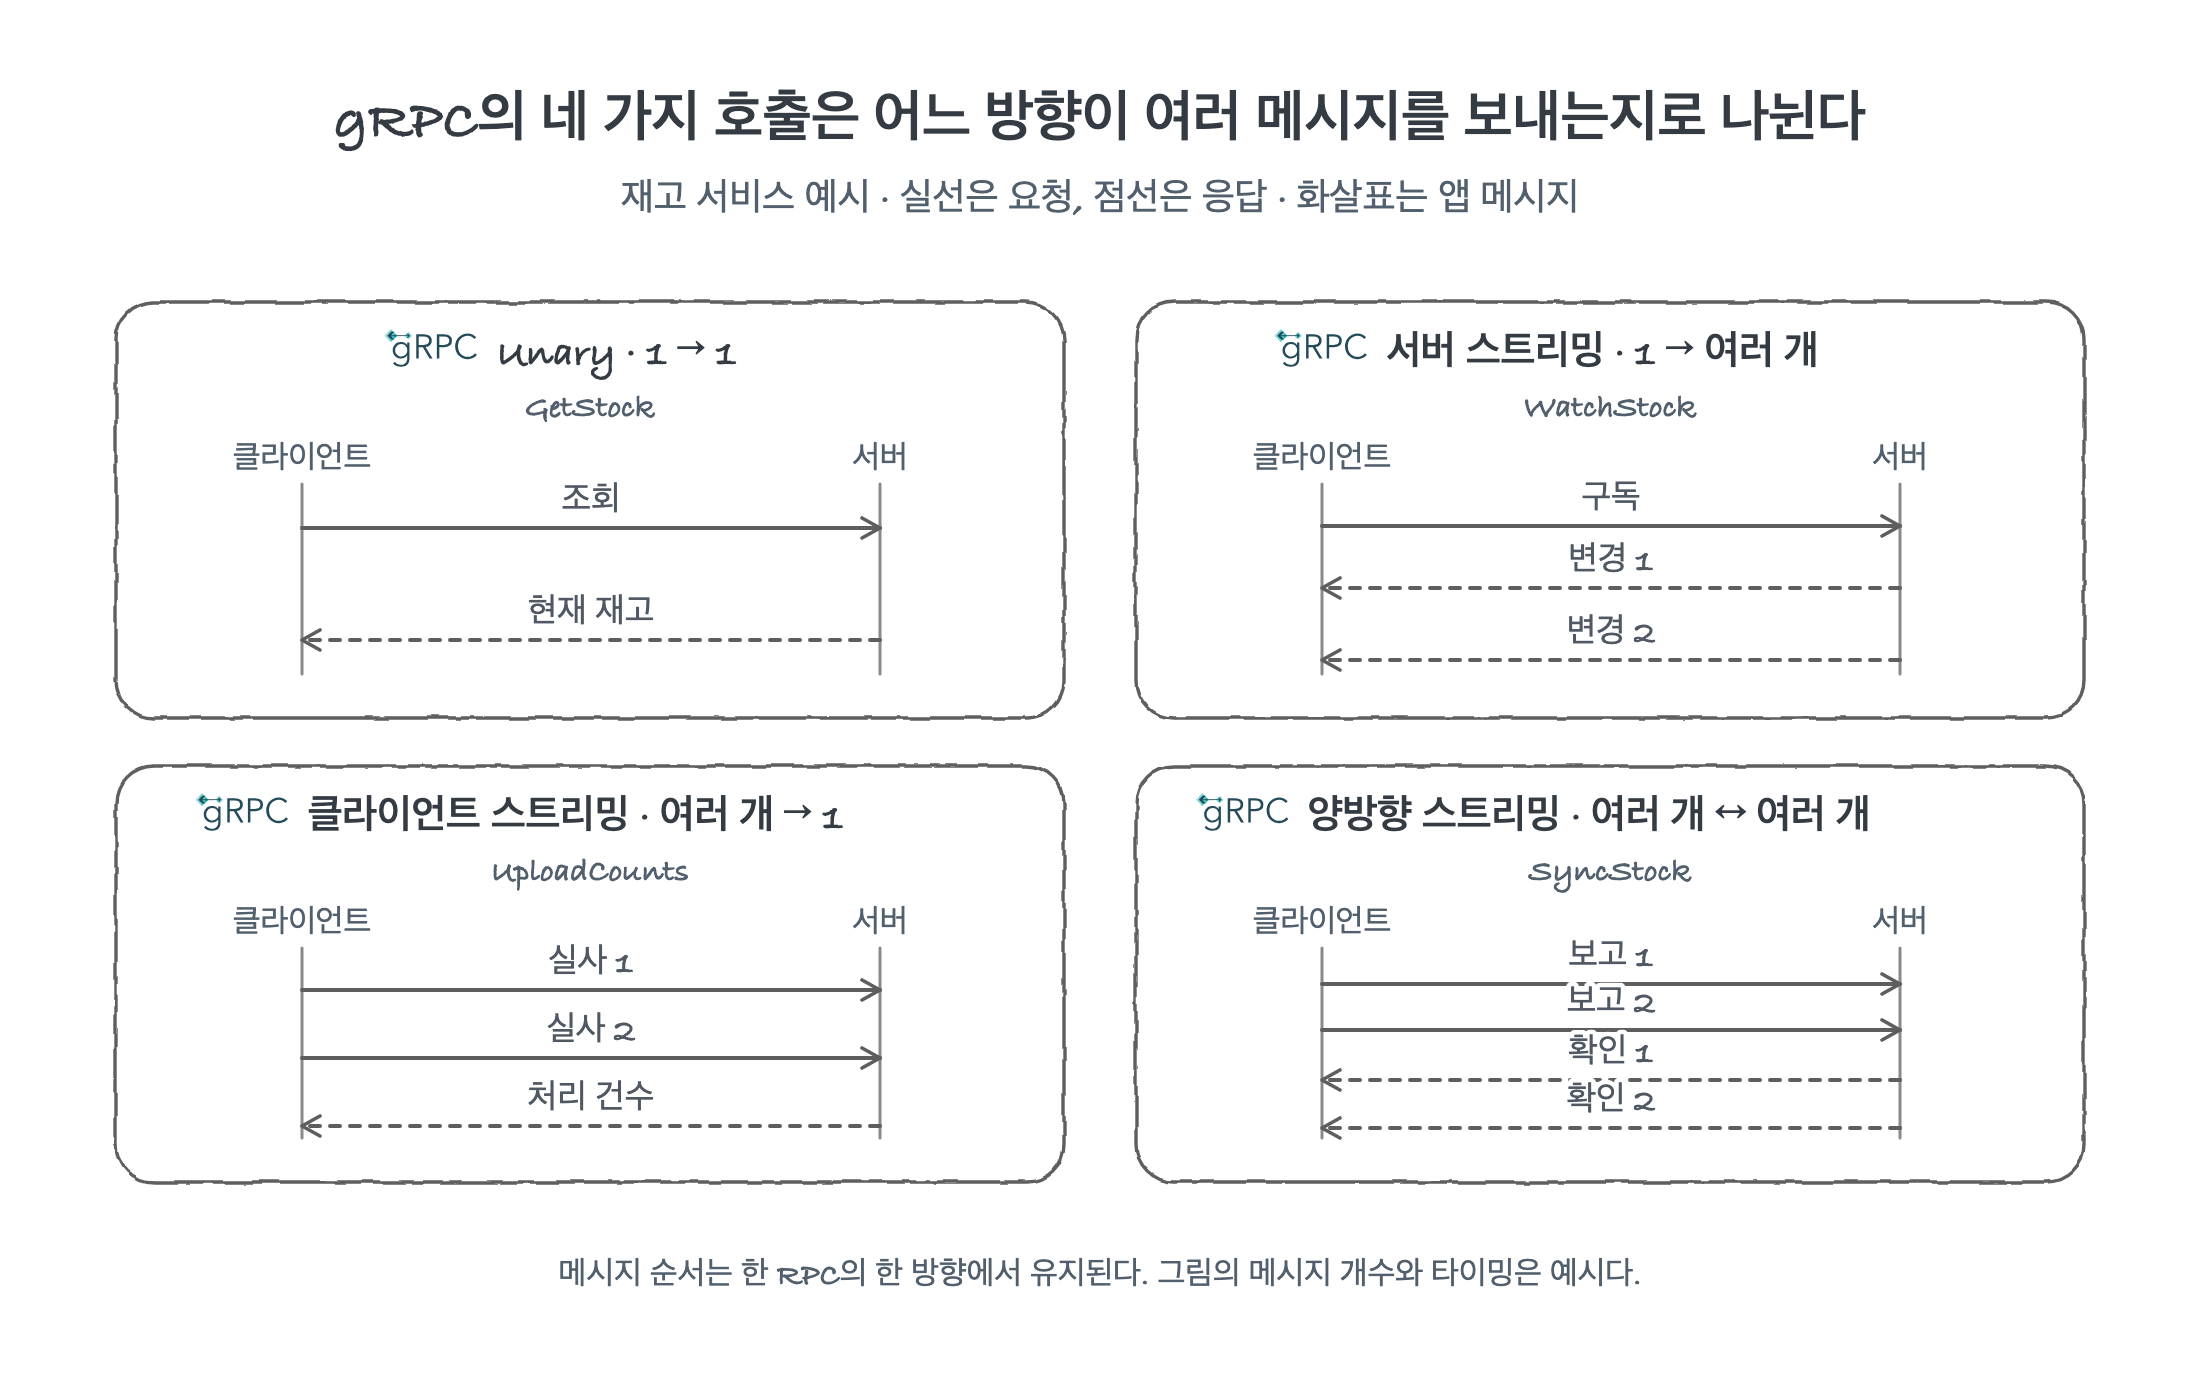 gRPC의 네 가지 호출은 어느 방향이 여러 메시지를 보내는지로 나뉜다
재고 서비스 예시 · 실선은 요청, 점선은 응답 · 화살표는 앱 메시지
gRPC Unary · 1 → 1
GetStock
클라이언트 서버
조회
현재 재고
gRPC 서버 스트리밍 · 1 → 여러 개
WatchStock
클라이언트 서버
구독
변경 1
변경 2
gRPC 클라이언트 스트리밍 · 여러 개 → 1
UploadCounts
클라이언트 서버
실사 1
실사 2
처리 건수
gRPC 양방향 스트리밍 · 여러 개 ↔ 여러 개
SyncStock
클라이언트 서버
보고 1
보고 2
확인 1
확인 2
메시지 순서는 한 RPC의 한 방향에서 유지된다. 그림의 메시지 개수와 타이밍은 예시다.